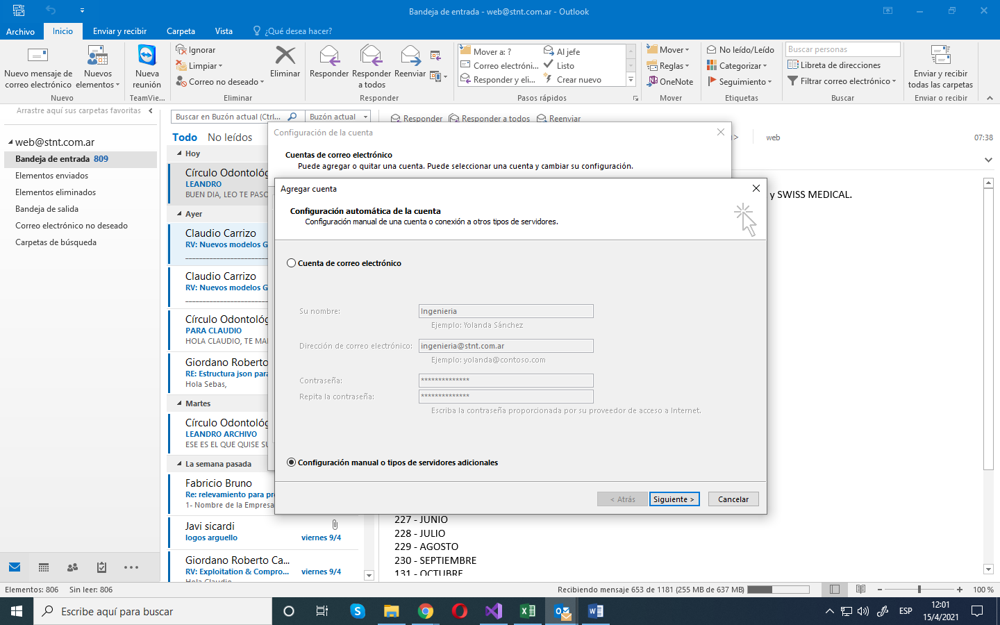 Bandeja de entrada - web@stnt.com.ar - Outlook
Archivo Inicio Enviar y recibir Carpeta Vista ¿Qué desea hacer?
Nuevo mensaje de correo electrónico
Nuevos elementos
Nuevo
Nueva reunión
TeamVie...
Ignorar
Limpiar
Correo no deseado
Eliminar
Eliminar
Responder
Responder a todos
Reenviar
Responder
Mover a: ?
Correo electróni...
Responder y eli...
Al jefe
Listo
Crear nuevo
Pasos rápidos
Mover
Reglas
OneNote
Mover
No leído/Leído
Categorizar
Seguimiento
Etiquetas
Buscar personas
Libreta de direcciones
Filtrar correo electrónico
Buscar
Enviar y recibir todas las carpetas
Enviar o recibir
Arrastre aquí sus carpetas favoritas
web@stnt.com.ar
Bandeja de entrada 809
Elementos enviados
Elementos eliminados
Bandeja de salida
Correo electrónico no deseado
Carpetas de búsqueda
Buscar en Buzón actual (Ctrl... Buzón actual
Todo No leídos
Hoy
Círculo Odontológ
LEANDRO
BUEN DIA, LEO TE PASO
Ayer
Claudio Carrizo
RV: Nuevos modelos G
Claudio Carrizo
RV: Nuevos modelos G
Círculo Odontológ
PARA CLAUDIO
HOLA CLAUDIO, TE MA
Giordano Roberto
RE: Estructura json para
Hola Sebas,
Martes
Círculo Odontológ
LEANDRO ARCHIVO
ESE ES EL QUE QUISE SU
La semana pasada
Fabricio Bruno
Re: relevamiento para pr
1- Nombre de la Empresa
Javi sicardi
logos arguello viernes 9/4
Giordano Roberto Ca...
RV: Exploitation & Compro... viernes 9/4
Hola Claudio
Responder Responder a todos Reenviar
> web 07:38
y SWISS MEDICAL.
Configuración de la cuenta
Cuentas de correo electrónico
Puede agregar o quitar una cuenta. Puede seleccionar una cuenta y cambiar su configuración.
Agregar cuenta
Configuración automática de la cuenta
Configuración manual de una cuenta o conexión a otros tipos de servidores.
Cuenta de correo electrónico
Su nombre: Ingenieria
Ejemplo: Yolanda Sánchez
Dirección de correo electrónico: ingenieria@stnt.com.ar
Ejemplo: yolanda@contoso.com
Contraseña: **************
Repita la contraseña: **************
Escriba la contraseña proporcionada por su proveedor de acceso a Internet.
Configuración manual o tipos de servidores adicionales
< Atrás Siguiente > Cancelar
227 - JUNIO
228 - JULIO
229 - AGOSTO
230 - SEPTIEMBRE
131 - OCTUBRE
Elementos: 806 Sin leer: 806 Recibiendo mensaje 653 de 1181 (255 MB de 637 MB) 100 %
Escribe aquí para buscar
ESP
12:01
15/4/2021